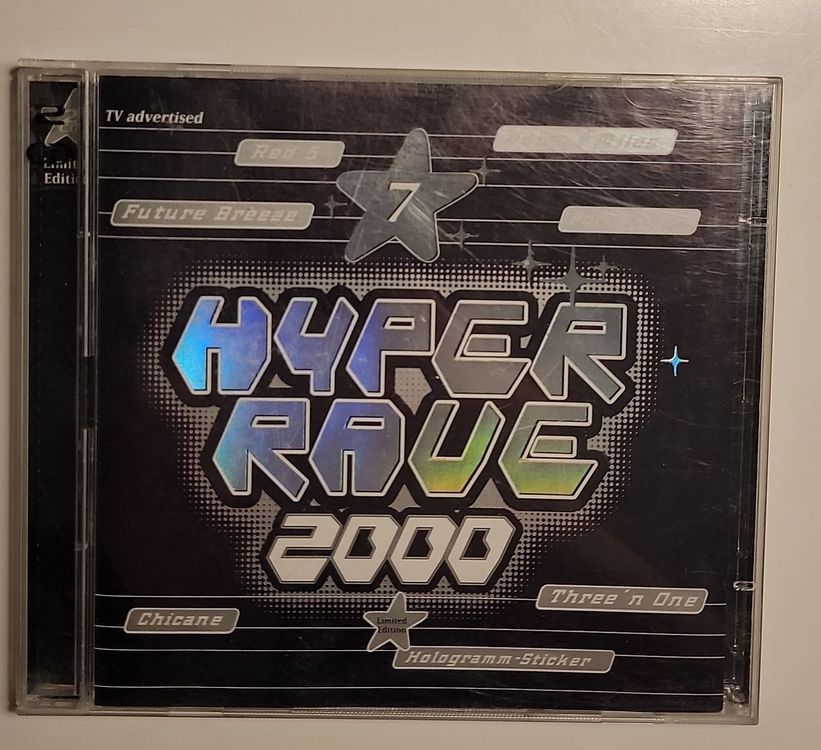 TV advertised
Red 5
7
Future Breeze
HYPER
RAVE
2000
Three'n One
Chicane
Limited
Edition
Hologramm-Sticker